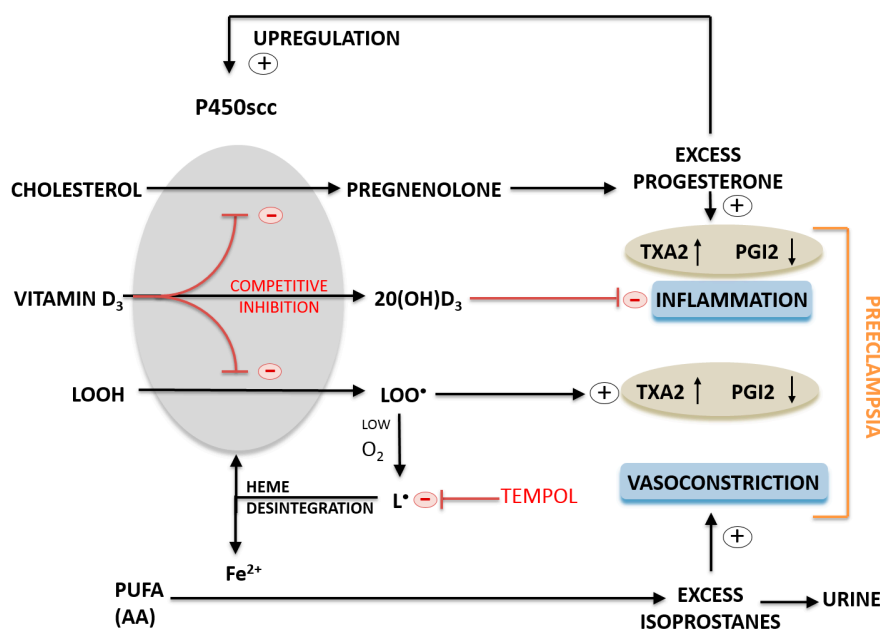 UPREGULATION
+
P450scc
EXCESS
PROGESTERONE
CHOLESTEROL
PREGNENOLONE
+
–
TXA2
PGI2
VITAMIN D₃
COMPETITIVE
INHIBITION
20(OH)D₃
–
INFLAMMATION
PREECLAMPSIA
–
LOOH
LOO•
+
TXA2
PGI2
LOW
O₂
HEME
DESINTEGRATION
L•
–
TEMPOL
VASOCONSTRICTION
+
Fe²⁺
PUFA
(AA)
EXCESS
ISOPROSTANES
URINE